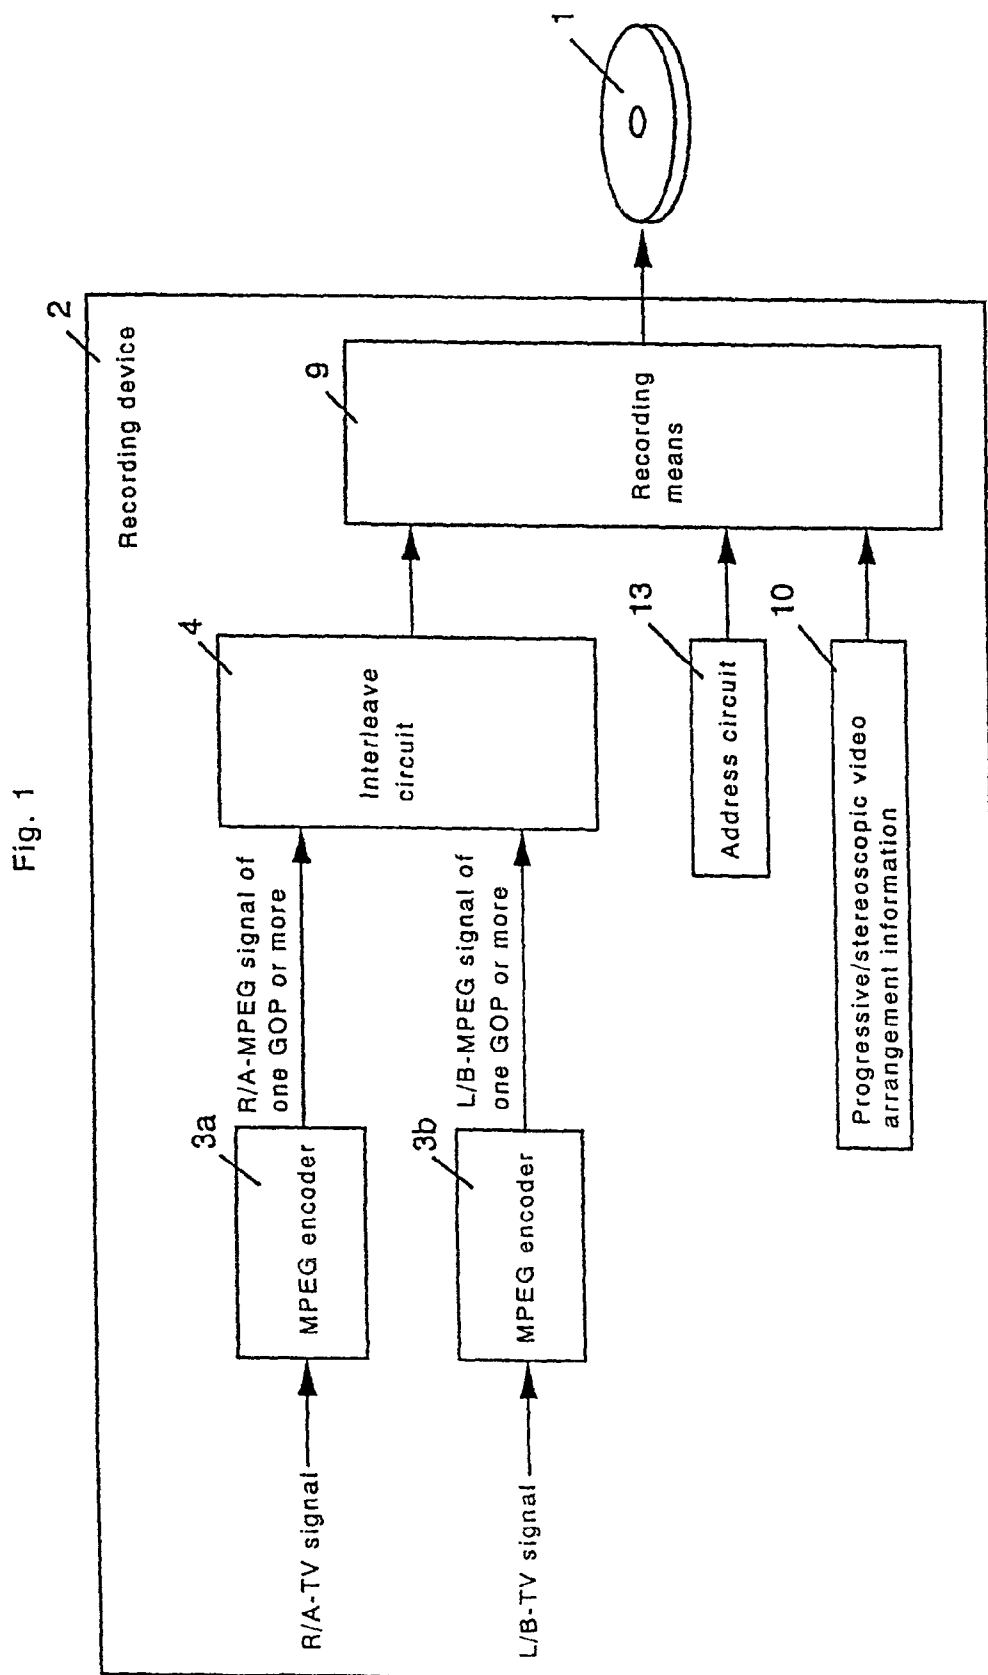 Fig. 1
2
Recording device
1
R/A-TV signal
3a
MPEG encoder
R/A-MPEG signal of
one GOP or more
4
Interleave
circuit
9
Recording
means
L/B-TV signal
3b
MPEG encoder
L/B-MPEG signal of
one GOP or more
13
Address circuit
10
Progressive/stereoscopic video
arrangement information